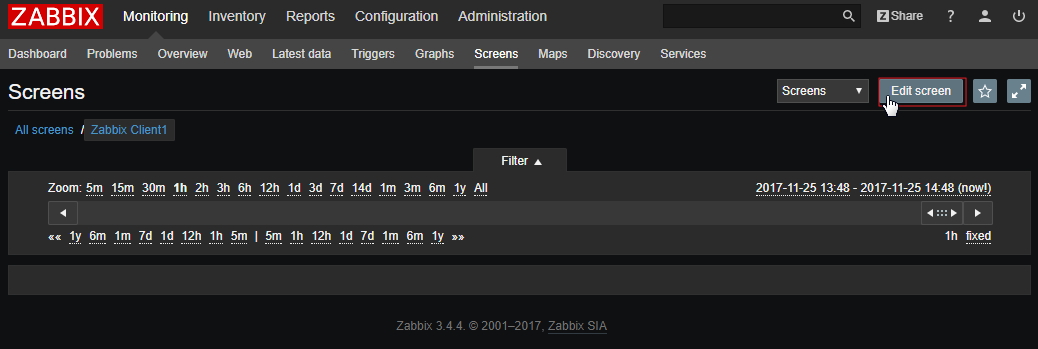 ZABBIX Monitoring Inventory Reports Configuration Administration Z Share ?
Dashboard Problems Overview Web Latest data Triggers Graphs Screens Maps Discovery Services
Screens Screens Edit screen
All screens / Zabbix Client1
Filter
Zoom: 5m 15m 30m 1h 2h 3h 6h 12h 1d 3d 7d 14d 1m 3m 6m 1y All 2017-11-25 13:48 - 2017-11-25 14:48 (now!)
«« 1y 6m 1m 7d 1d 12h 1h 5m | 5m 1h 12h 1d 7d 1m 6m 1y »» 1h fixed
Zabbix 3.4.4. © 2001–2017, Zabbix SIA